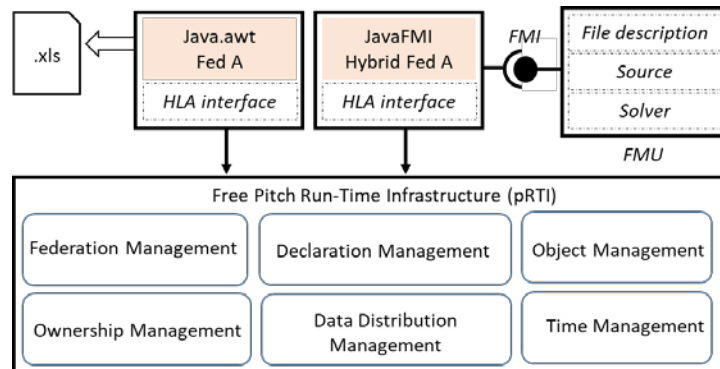 .xls
Java.awt
Fed A
HLA interface
JavaFMI
Hybrid Fed A
HLA interface
FMI
File description
Source
Solver
FMU
Free Pitch Run-Time Infrastructure (pRTI)
Federation Management
Declaration Management
Object Management
Ownership Management
Data Distribution
Management
Time Management